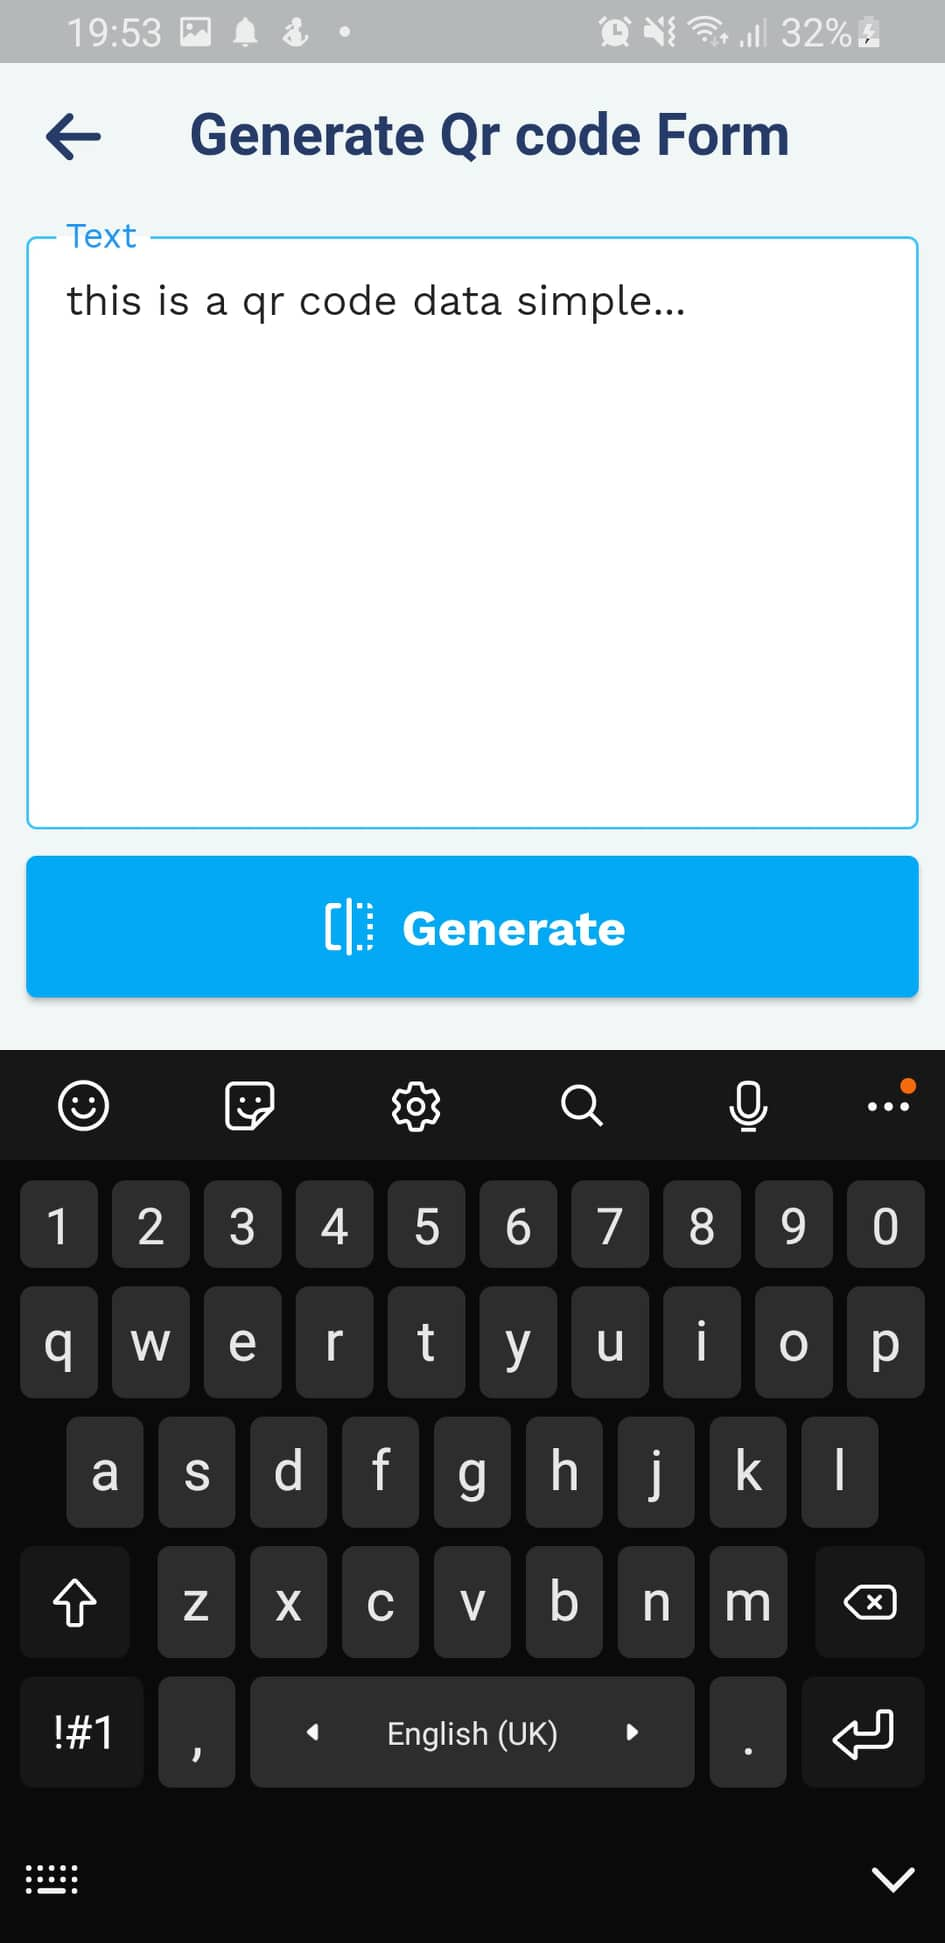 19:53 32%
Generate Qr code Form
Text
this is a qr code data simple...
Generate
1 2 3 4 5 6 7 8 9 0
q w e r t y u i o p
a s d f g h j k l
z x c v b n m
!#1 , English (UK) .